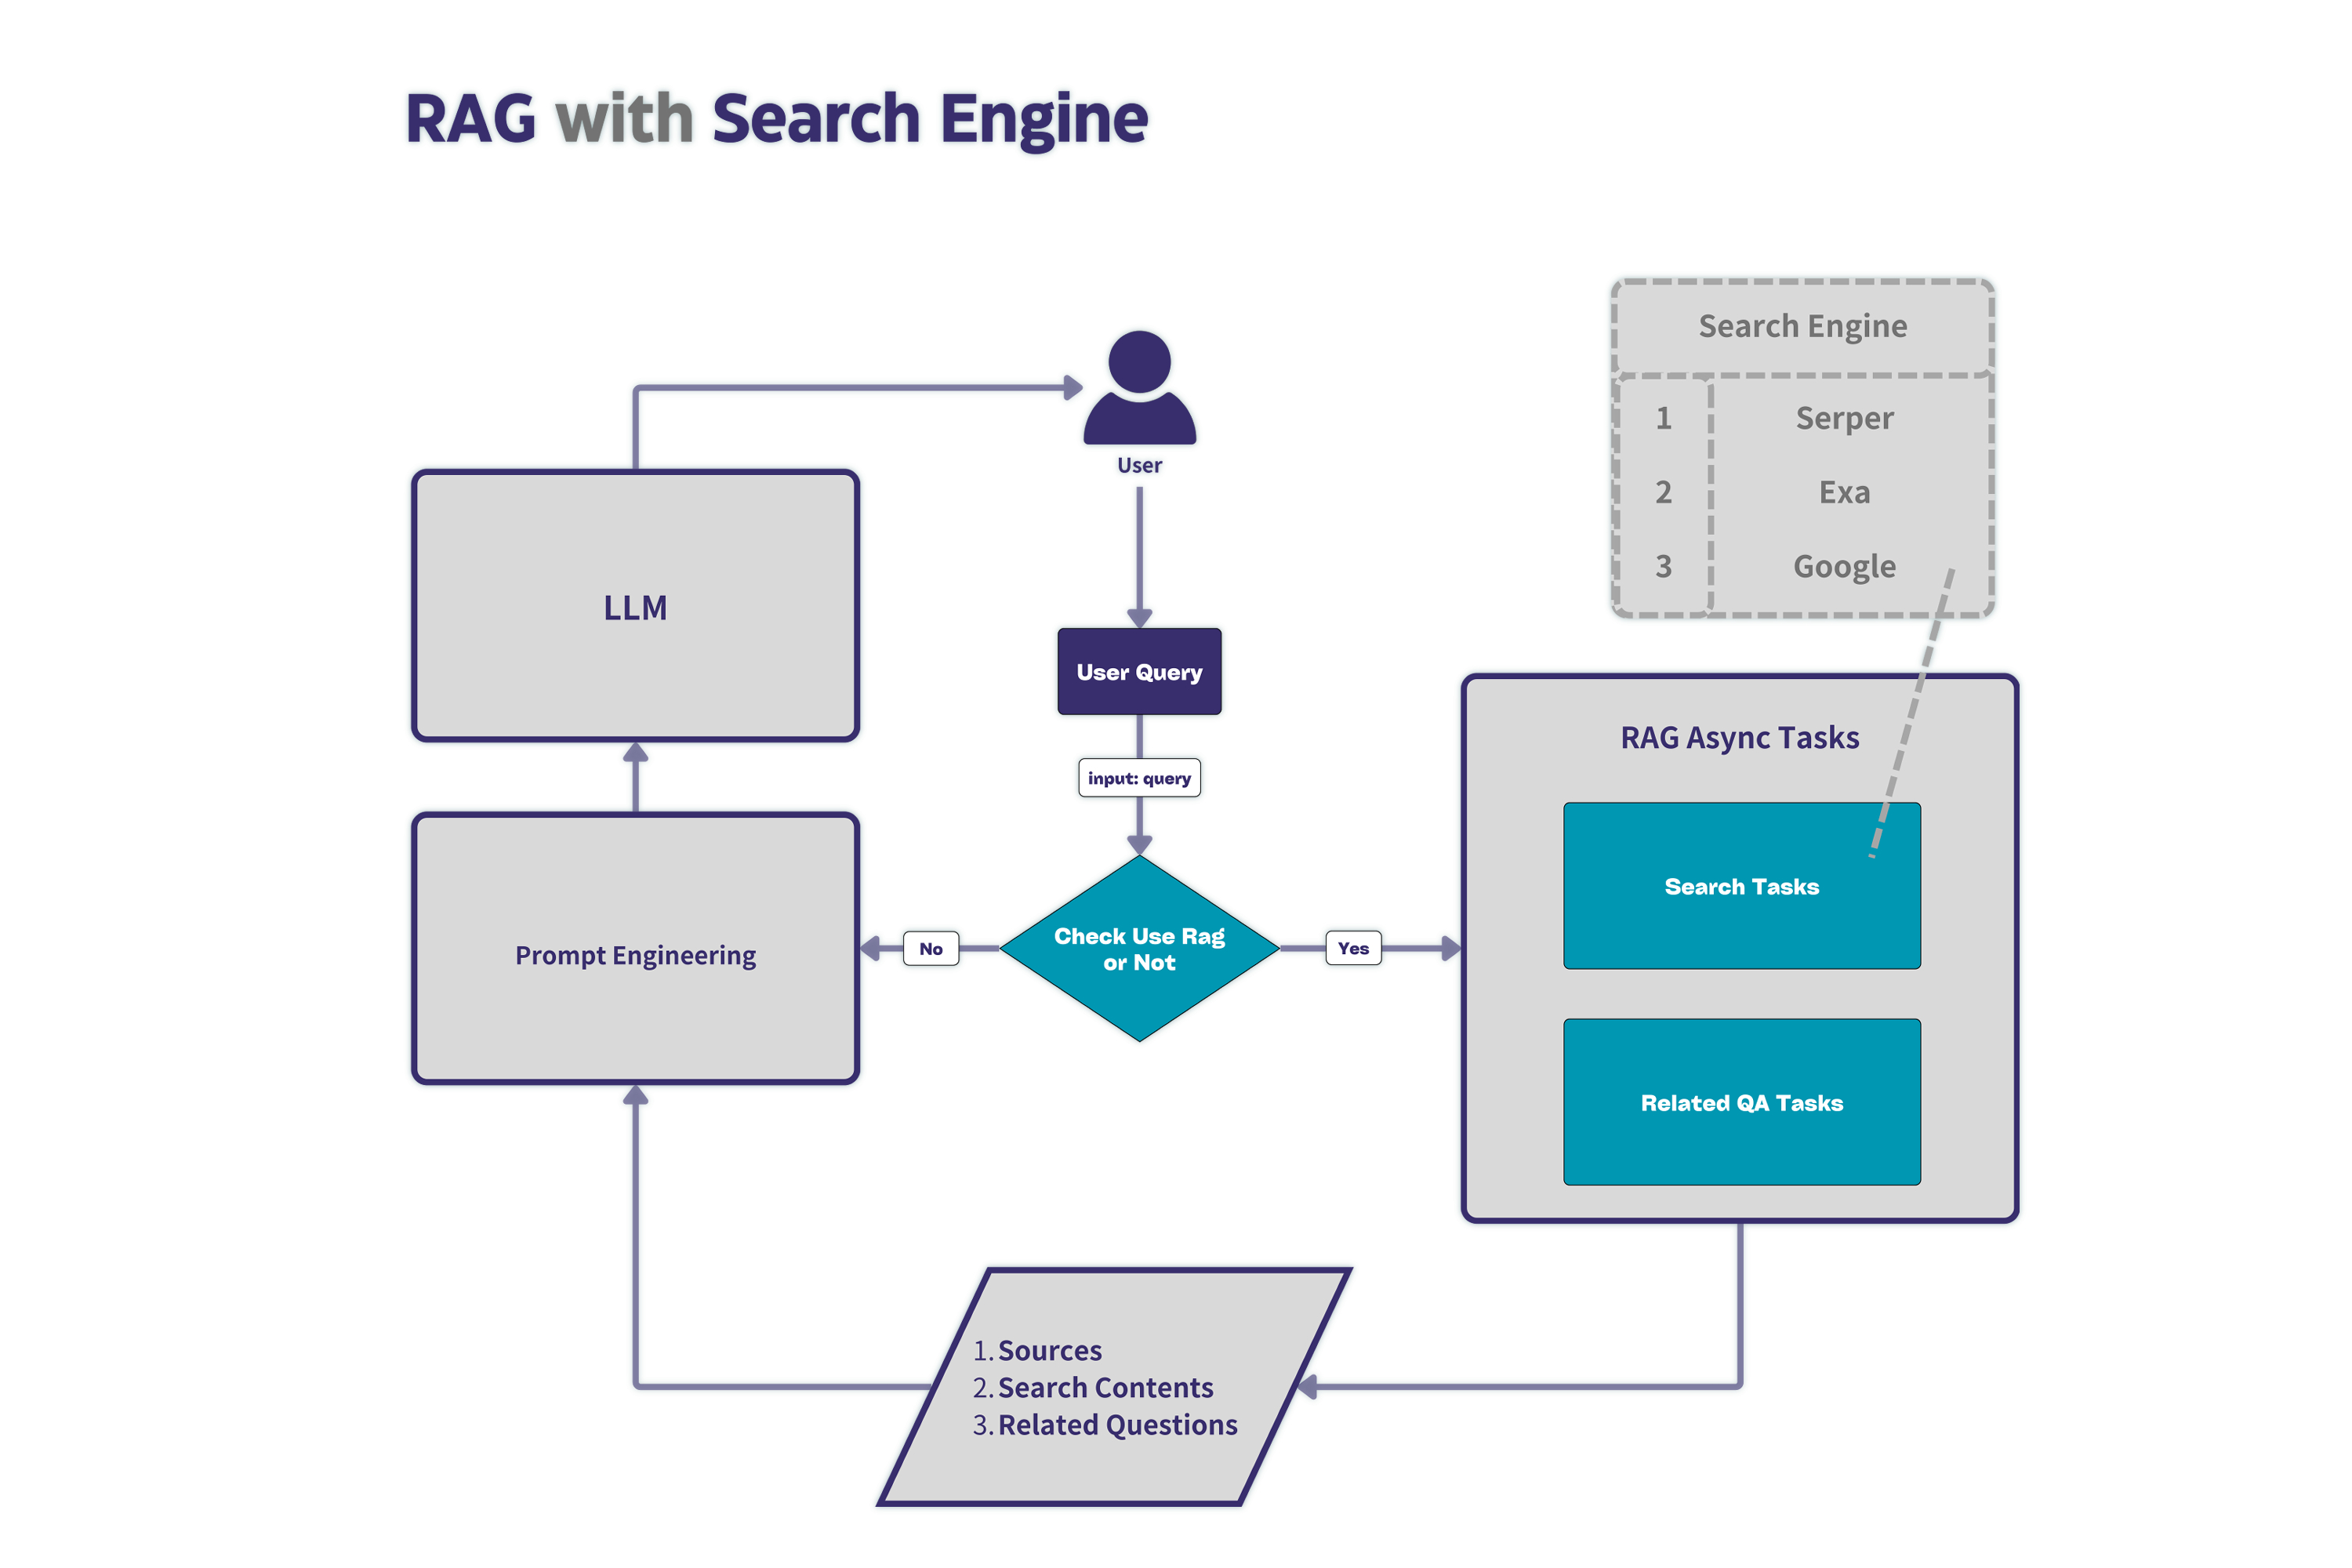 RAG with Search Engine
Search Engine
1 Serper
2 Exa
3 Google
User
LLM
User Query
input: query
RAG Async Tasks
Search Tasks
Check Use Rag
or Not
No
Yes
Prompt Engineering
Related QA Tasks
1. Sources
2. Search Contents
3. Related Questions